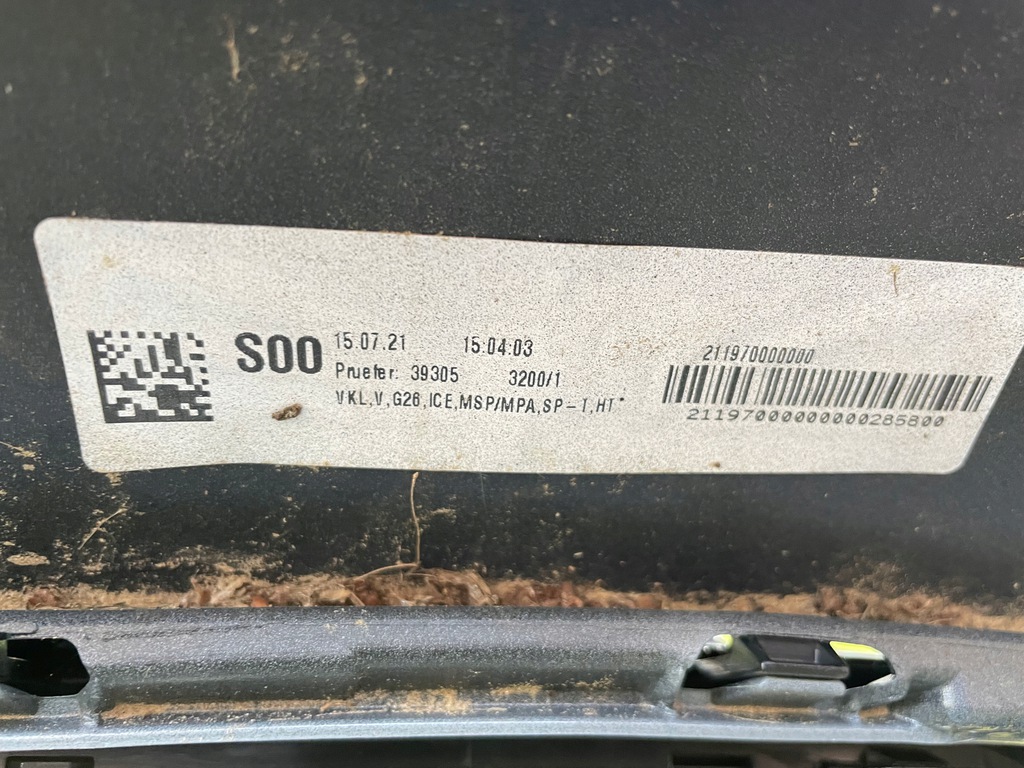 S00
15.07.21 15:04:03
Pruefer: 39305 3200/1
VKL,V,G26,ICE,MSP/MPA,SP-T,HT*
211970000000
21197000000000285800